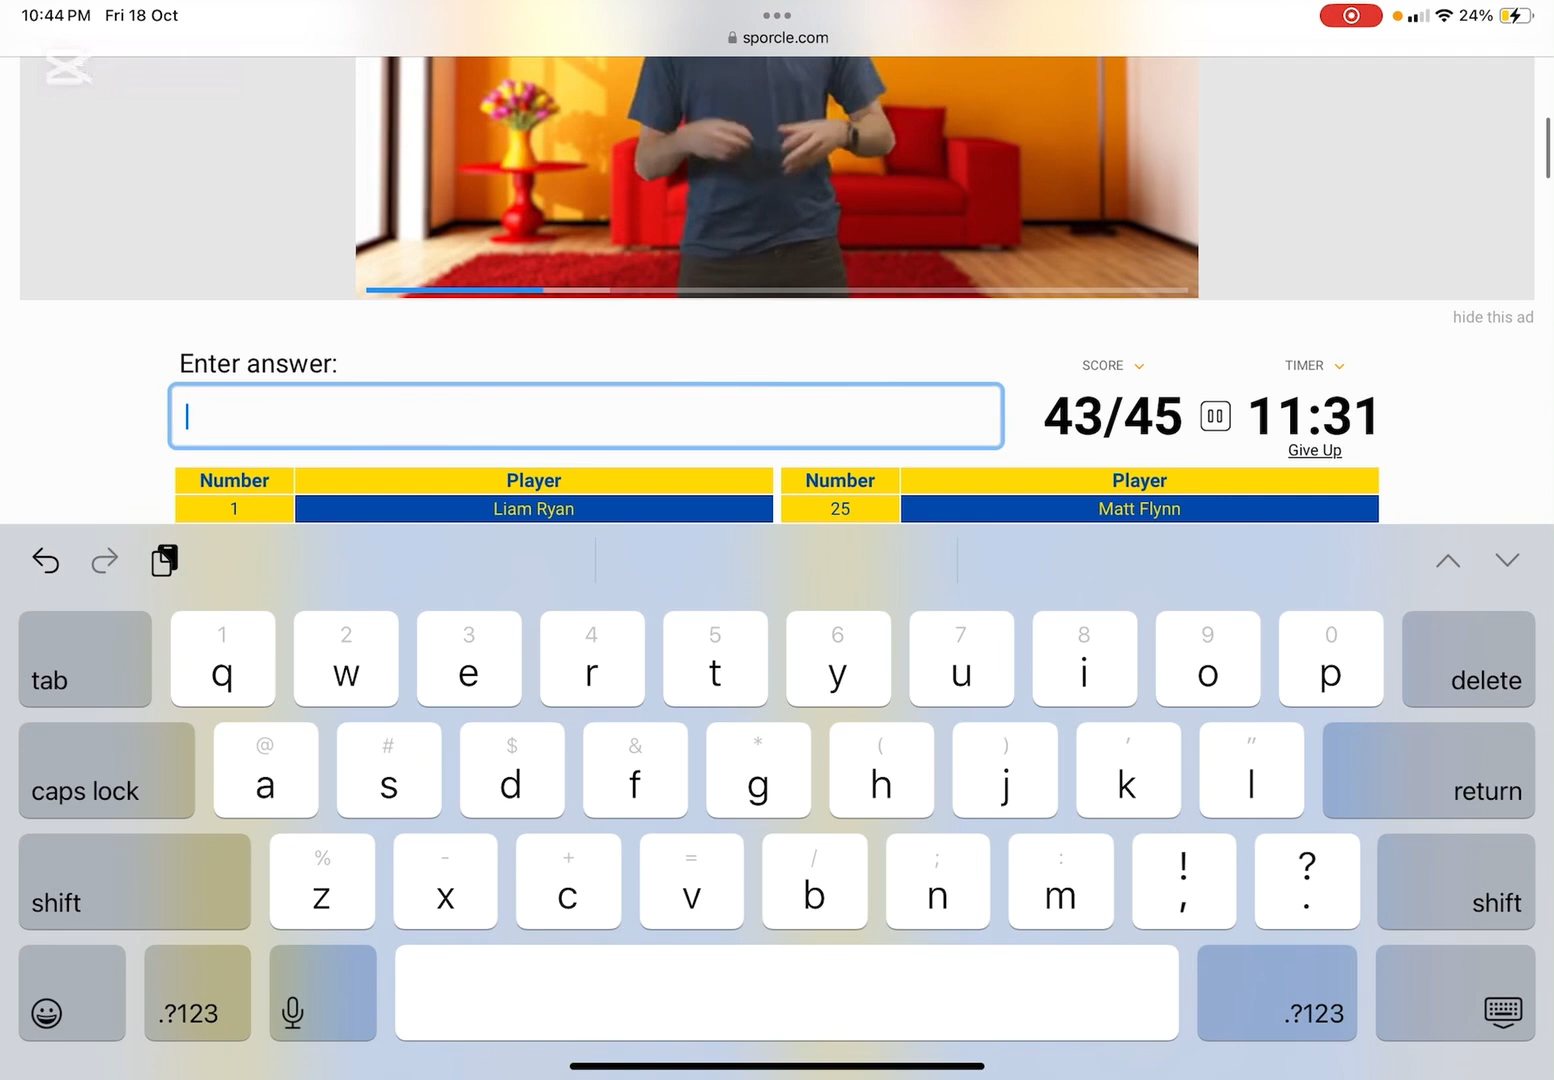 10:44 PM Fri 18 Oct
24%
sporcle.com
hide this ad
Enter answer:
SCORE
TIMER
43/45
11:31
Give Up
Number Player Number Player
1 Liam Ryan 25 Matt Flynn
tab
1 2 3 4 5 6 7 8 9 0
q w e r t y u i o p
delete
caps lock
@ # $ & * ( ) ' "
a s d f g h j k l
return
shift
% - + = / ; : ! ?
z x c v b n m , .
shift
.?123
.?123